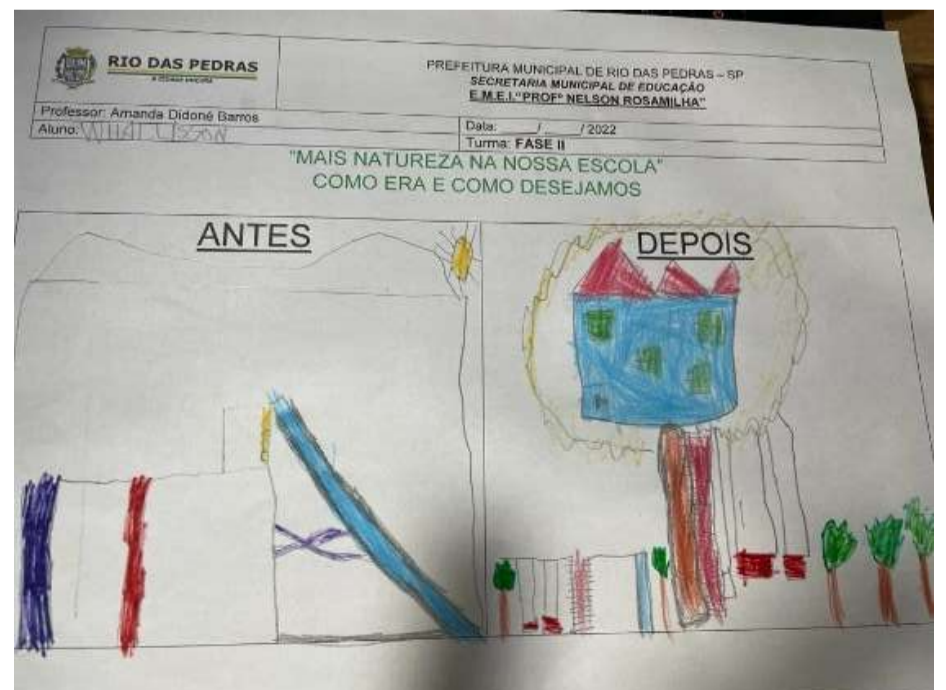 RIO DAS PEDRAS
PREFEITURA MUNICIPAL DE RIO DAS PEDRAS – SP
SECRETARIA MUNICIPAL DE EDUCAÇÃO
E.M.E.I."PROFº NELSON ROSAMILHA"
Professor: Amanda Didoné Barros
Data: ____/____/ 2022
Aluno:
Turma: FASE II
"MAIS NATUREZA NA NOSSA ESCOLA"
COMO ERA E COMO DESEJAMOS
ANTES
DEPOIS